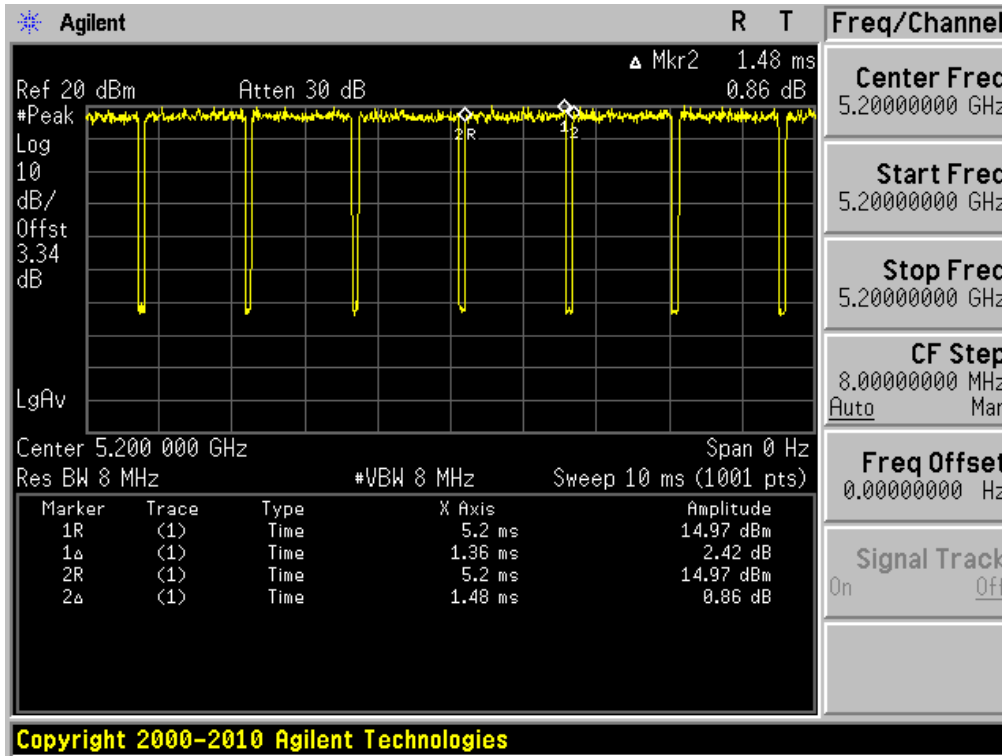 Agilent R T
Δ Mkr2 1.48 ms
Ref 20 dBm Atten 30 dB 0.86 dB
#Peak
Log
10
dB/
Offst
3.34
dB
LgAv
2R 1 2
Center 5.200 000 GHz Span 0 Hz
Res BW 8 MHz #VBW 8 MHz Sweep 10 ms (1001 pts)
Marker Trace Type X Axis Amplitude
1R (1) Time 5.2 ms 14.97 dBm
1Δ (1) Time 1.36 ms 2.42 dB
2R (1) Time 5.2 ms 14.97 dBm
2Δ (1) Time 1.48 ms 0.86 dB
Copyright 2000-2010 Agilent Technologies
Freq/Channel
Center Freq
5.20000000 GHz
Start Freq
5.20000000 GHz
Stop Freq
5.20000000 GHz
CF Step
8.00000000 MHz
Auto Man
Freq Offset
0.00000000 Hz
Signal Track
On Off